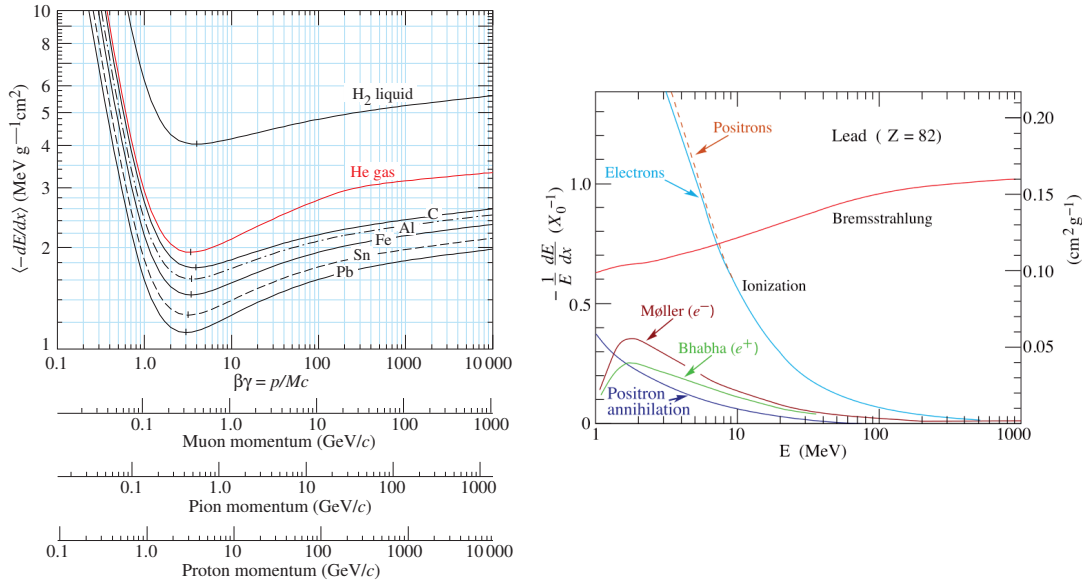 ⟨–dE/dx⟩ (MeV g—1cm2)
10
8
6
5
4
3
2
1
H2 liquid
He gas
C
Al
Fe
Sn
Pb
0.1 1.0 10 100 1000 10 000
βγ = p/Mc
0.1 1.0 10 100 1000
Muon momentum (GeV/c)
0.1 1.0 10 100 1000
Pion momentum (GeV/c)
0.1 1.0 10 100 1000 10 000
Proton momentum (GeV/c)
Lead ( Z = 82)
Positrons
Electrons
Bremsstrahlung
Ionization
Møller (e−)
Bhabha (e+)
Positron
annihilation
− 1/E dE/dx (X0−1)
1.0
0.5
0
0.20
0.15
0.10
0.05
(cm2 g−1)
1 10 100 1000
E (MeV)